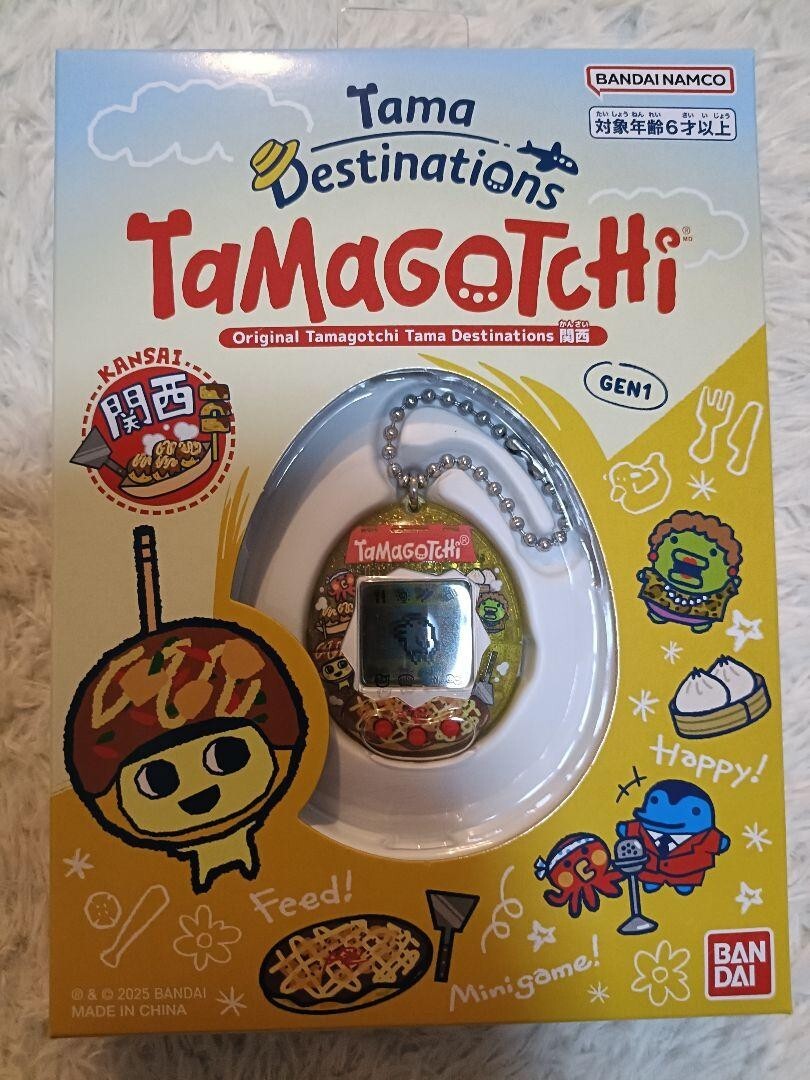 BANDAI NAMCO
たいしょうねんれい さいいじょう
対象年齢6才以上
Tama
Destinations
TaMaGOTCHi®
MD
かんさい
Original Tamagotchi Tama Destinations 関西
KANSAI
関西
GEN1
TaMaGOTCHi®
Happy!
Feed!
Minigame!
BAN
DAI
® & © 2025 BANDAI
MADE IN CHINA